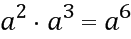 a² · a³ = a⁶